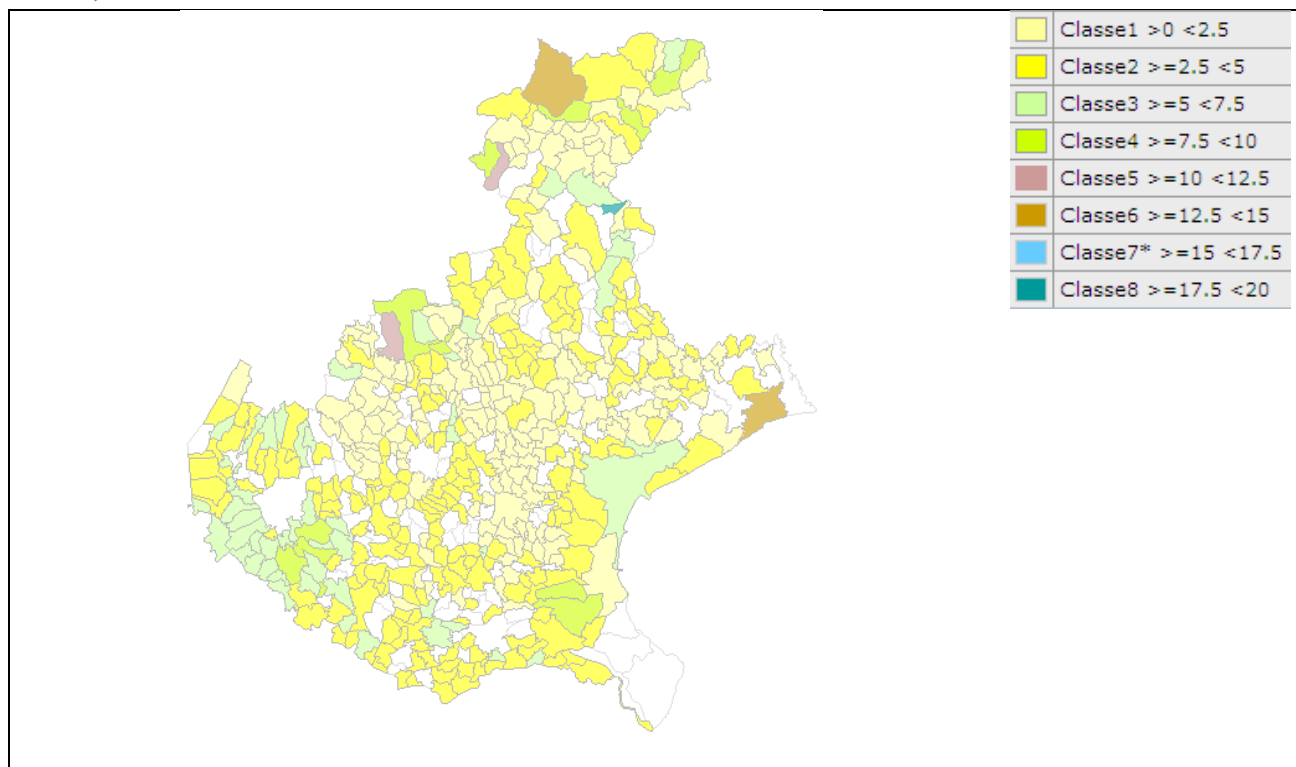 Classe1 >0 <2.5
Classe2 >=2.5 <5
Classe3 >=5 <7.5
Classe4 >=7.5 <10
Classe5 >=10 <12.5
Classe6 >=12.5 <15
Classe7* >=15 <17.5
Classe8 >=17.5 <20